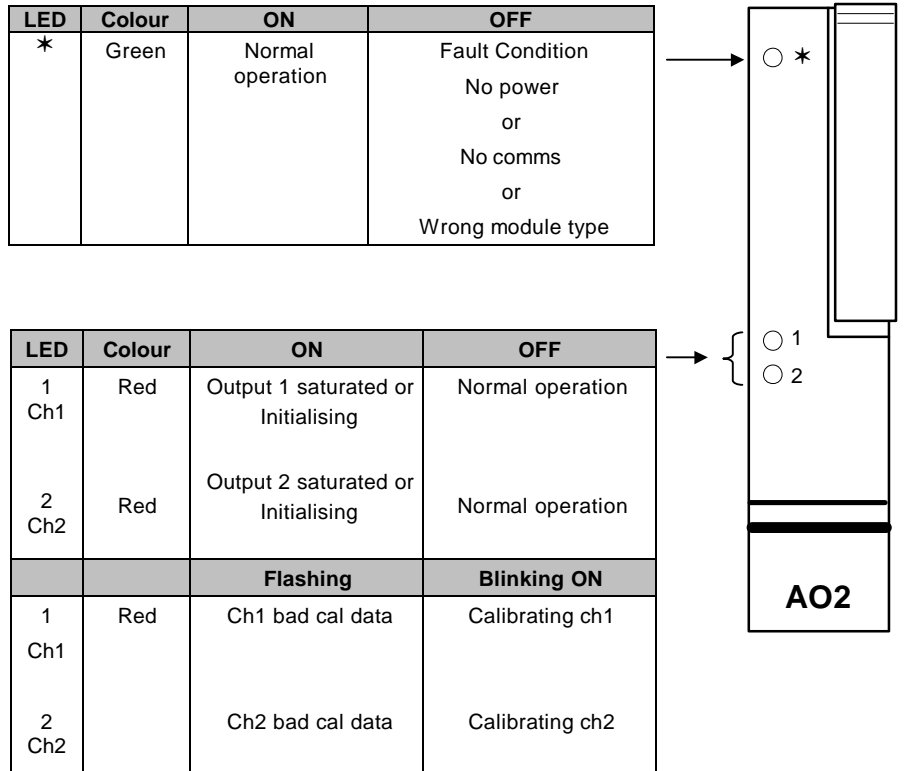 LED Colour ON OFF
✶ Green Normal operation Fault Condition
No power
or
No comms
or
Wrong module type
✶
LED Colour ON OFF
1 Ch1 Red Output 1 saturated or Initialising Normal operation
2 Ch2 Red Output 2 saturated or Initialising Normal operation
Flashing Blinking ON
1 Ch1 Red Ch1 bad cal data Calibrating ch1
2 Ch2 Ch2 bad cal data Calibrating ch2
1
2
AO2